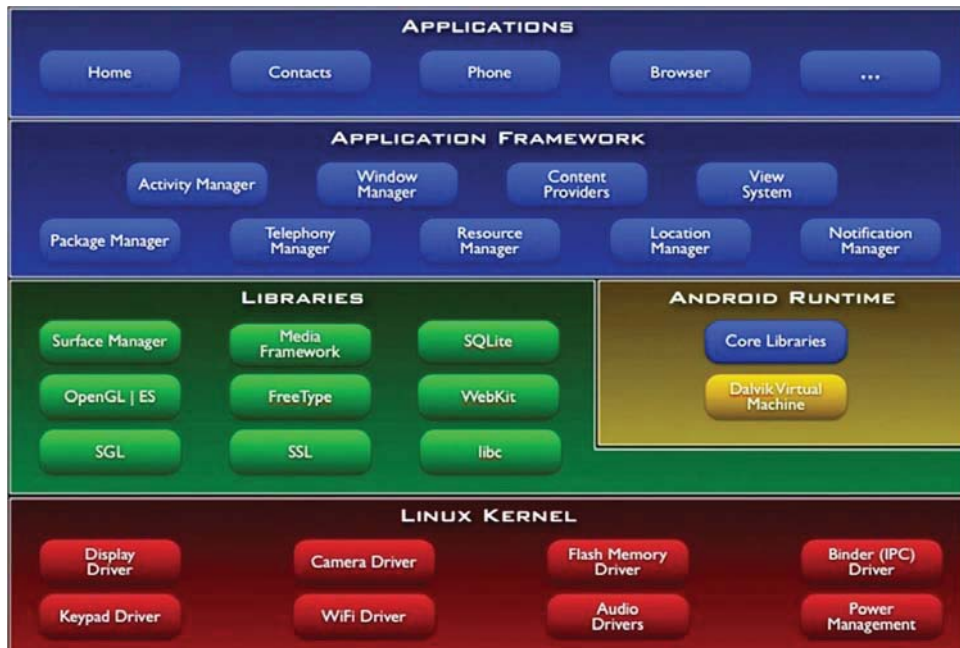 APPLICATIONS
Home
Contacts
Phone
Browser
...
APPLICATION FRAMEWORK
Activity Manager
Window
Manager
Content
Providers
View
System
Package Manager
Telephony
Manager
Resource
Manager
Location
Manager
Notification
Manager
LIBRARIES
Surface Manager
Media
Framework
SQLite
OpenGL | ES
FreeType
WebKit
SGL
SSL
libc
ANDROID RUNTIME
Core Libraries
Dalvik Virtual
Machine
LINUX KERNEL
Display
Driver
Camera Driver
Flash Memory
Driver
Binder (IPC)
Driver
Keypad Driver
WiFi Driver
Audio
Drivers
Power
Management